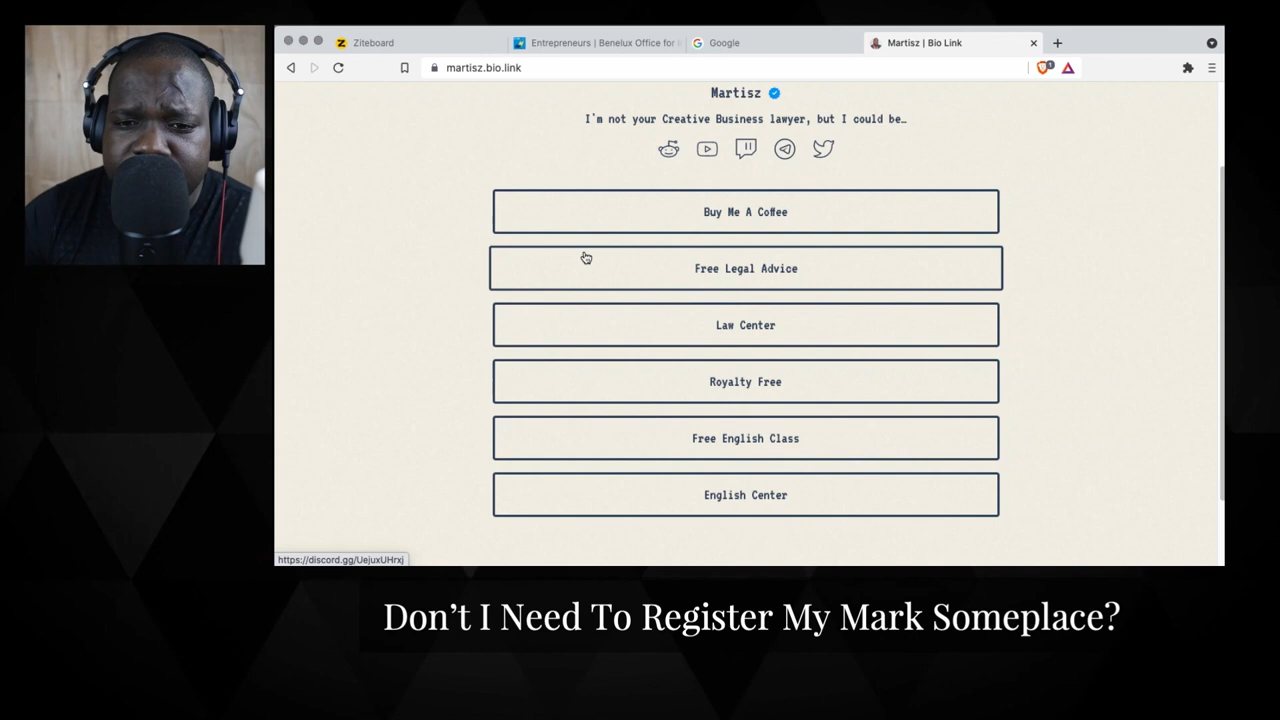 Ziteboard
Entrepreneurs | Benelux Office for
Google
Martisz | Bio Link
martisz.bio.link
1
Martisz
I'm not your Creative Business lawyer, but I could be…
Buy Me A Coffee
Free Legal Advice
Law Center
Royalty Free
Free English Class
English Center
https://discord.gg/UejuxUHrxj
Don’t I Need To Register My Mark Someplace?